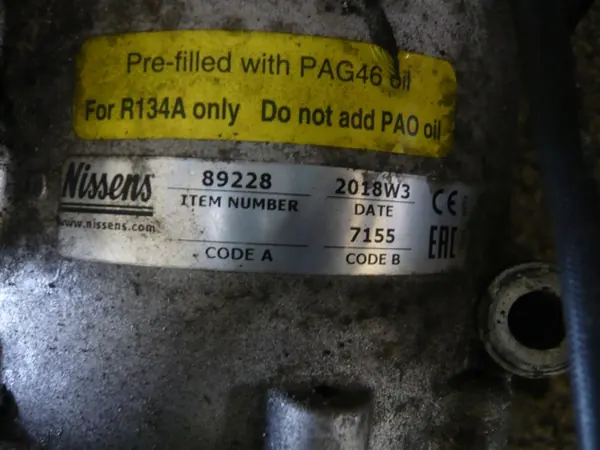 Pre-filled with PAG46 oil
For R134A only Do not add PAO oil
Nissens
www.nissens.com
89228
ITEM NUMBER
2018W3
DATE
CODE A
7155
CODE B
CE
EAC